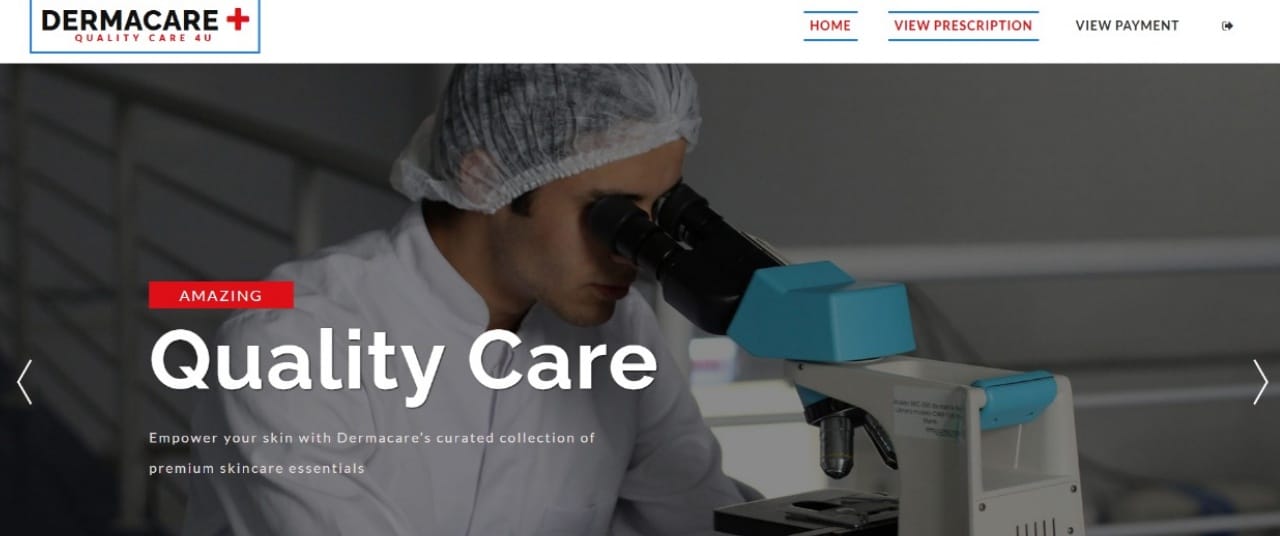 DERMACARE
QUALITY CARE 4U
HOME VIEW PRESCRIPTION VIEW PAYMENT
AMAZING
Quality Care
Empower your skin with Dermacare's curated collection of
premium skincare essentials